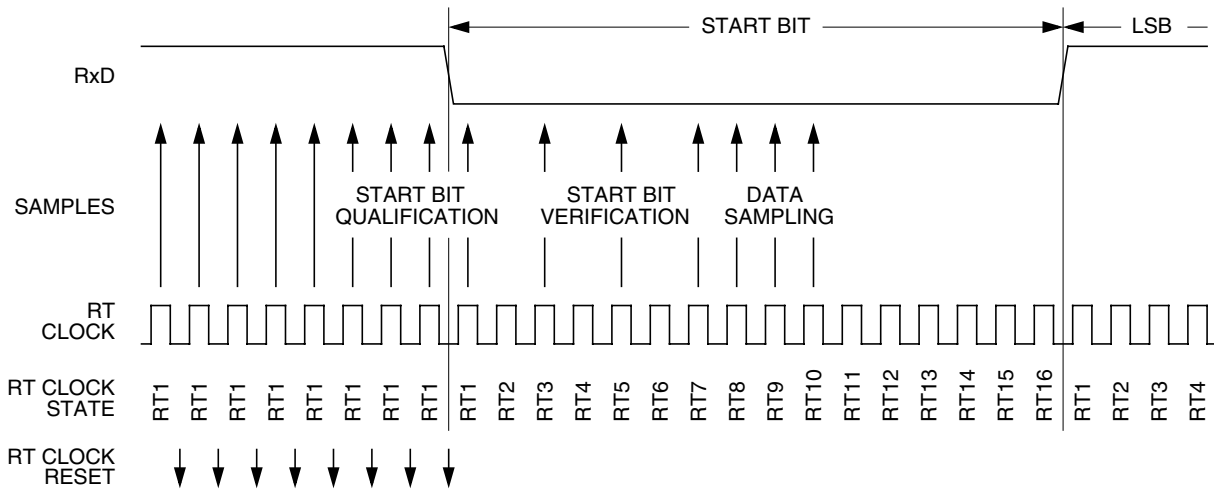 START BIT
LSB
RxD
SAMPLES
START BIT
QUALIFICATION
START BIT
VERIFICATION
DATA
SAMPLING
RT
CLOCK
RT CLOCK
STATE
RT1 RT1 RT1 RT1 RT1 RT1 RT1 RT1 RT1 RT2 RT3 RT4 RT5 RT6 RT7 RT8 RT9 RT10 RT11 RT12 RT13 RT14 RT15 RT16 RT1 RT2 RT3 RT4
RT CLOCK
RESET